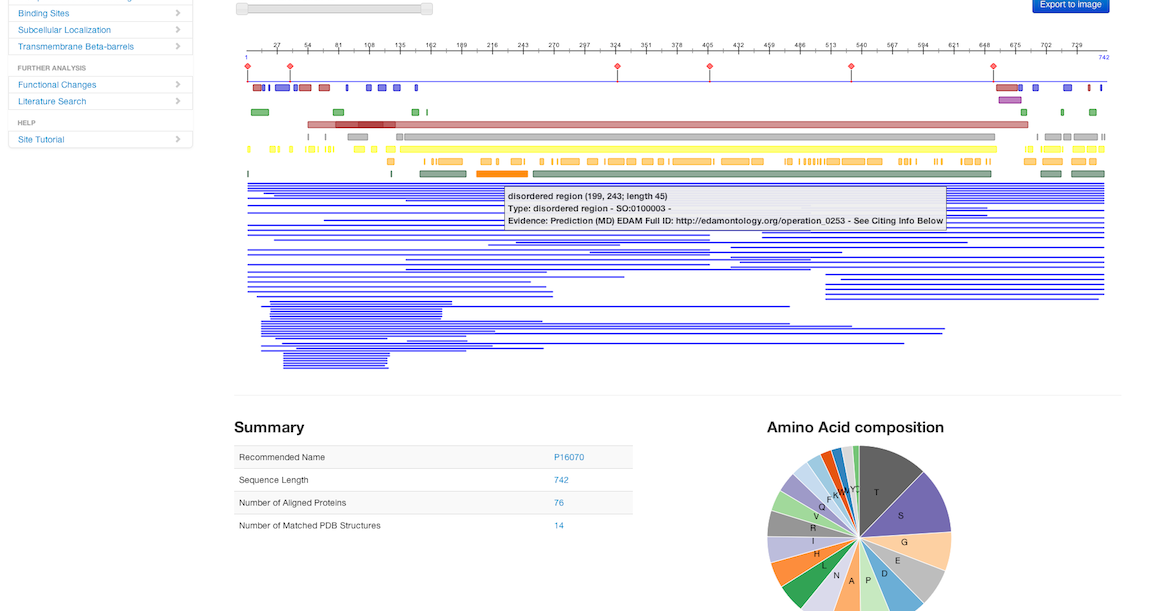 Binding Sites
Subcellular Localization
Transmembrane Beta-barrels
FURTHER ANALYSIS
Functional Changes
Literature Search
HELP
Site Tutorial
Export to image
27 54 81 108 135 162 189 216 243 270 297 324 351 378 405 432 459 486 513 540 567 594 621 648 675 702 729
1 742
disordered region (199, 243; length 45)
Type: disordered region - SO:0100003 -
Evidence: Prediction (MD) EDAM Full ID: http://edamontology.org/operation_0253 - See Citing Info Below
Summary
Recommended Name P16070
Sequence Length 742
Number of Aligned Proteins 76
Number of Matched PDB Structures 14
Amino Acid composition
T
S
G
E
D
P
A
N
L
H
I
R
V
Q
F
K
Y